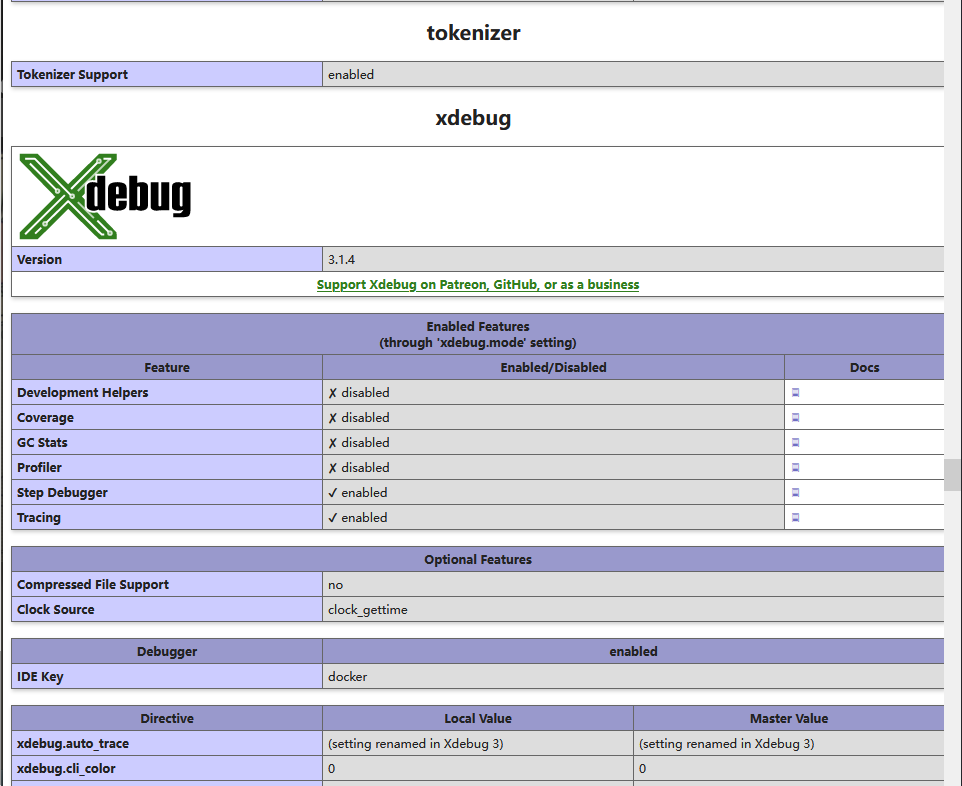 tokenizer
Tokenizer Support enabled
xdebug
Xdebug
Version 3.1.4
Support Xdebug on Patreon, GitHub, or as a business
Enabled Features
(through 'xdebug.mode' setting)
Feature Enabled/Disabled Docs
Development Helpers ✗ disabled
Coverage ✗ disabled
GC Stats ✗ disabled
Profiler ✗ disabled
Step Debugger ✓ enabled
Tracing ✓ enabled
Optional Features
Compressed File Support no
Clock Source clock_gettime
Debugger enabled
IDE Key docker
Directive Local Value Master Value
xdebug.auto_trace (setting renamed in Xdebug 3) (setting renamed in Xdebug 3)
xdebug.cli_color 0 0